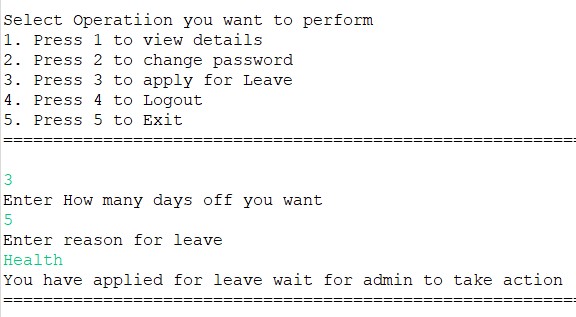 Select Operatiion you want to perform
1. Press 1 to view details
2. Press 2 to change password
3. Press 3 to apply for Leave
4. Press 4 to Logout
5. Press 5 to Exit
==========================================================
3
Enter How many days off you want
5
Enter reason for leave
Health
You have applied for leave wait for admin to take action
==========================================================